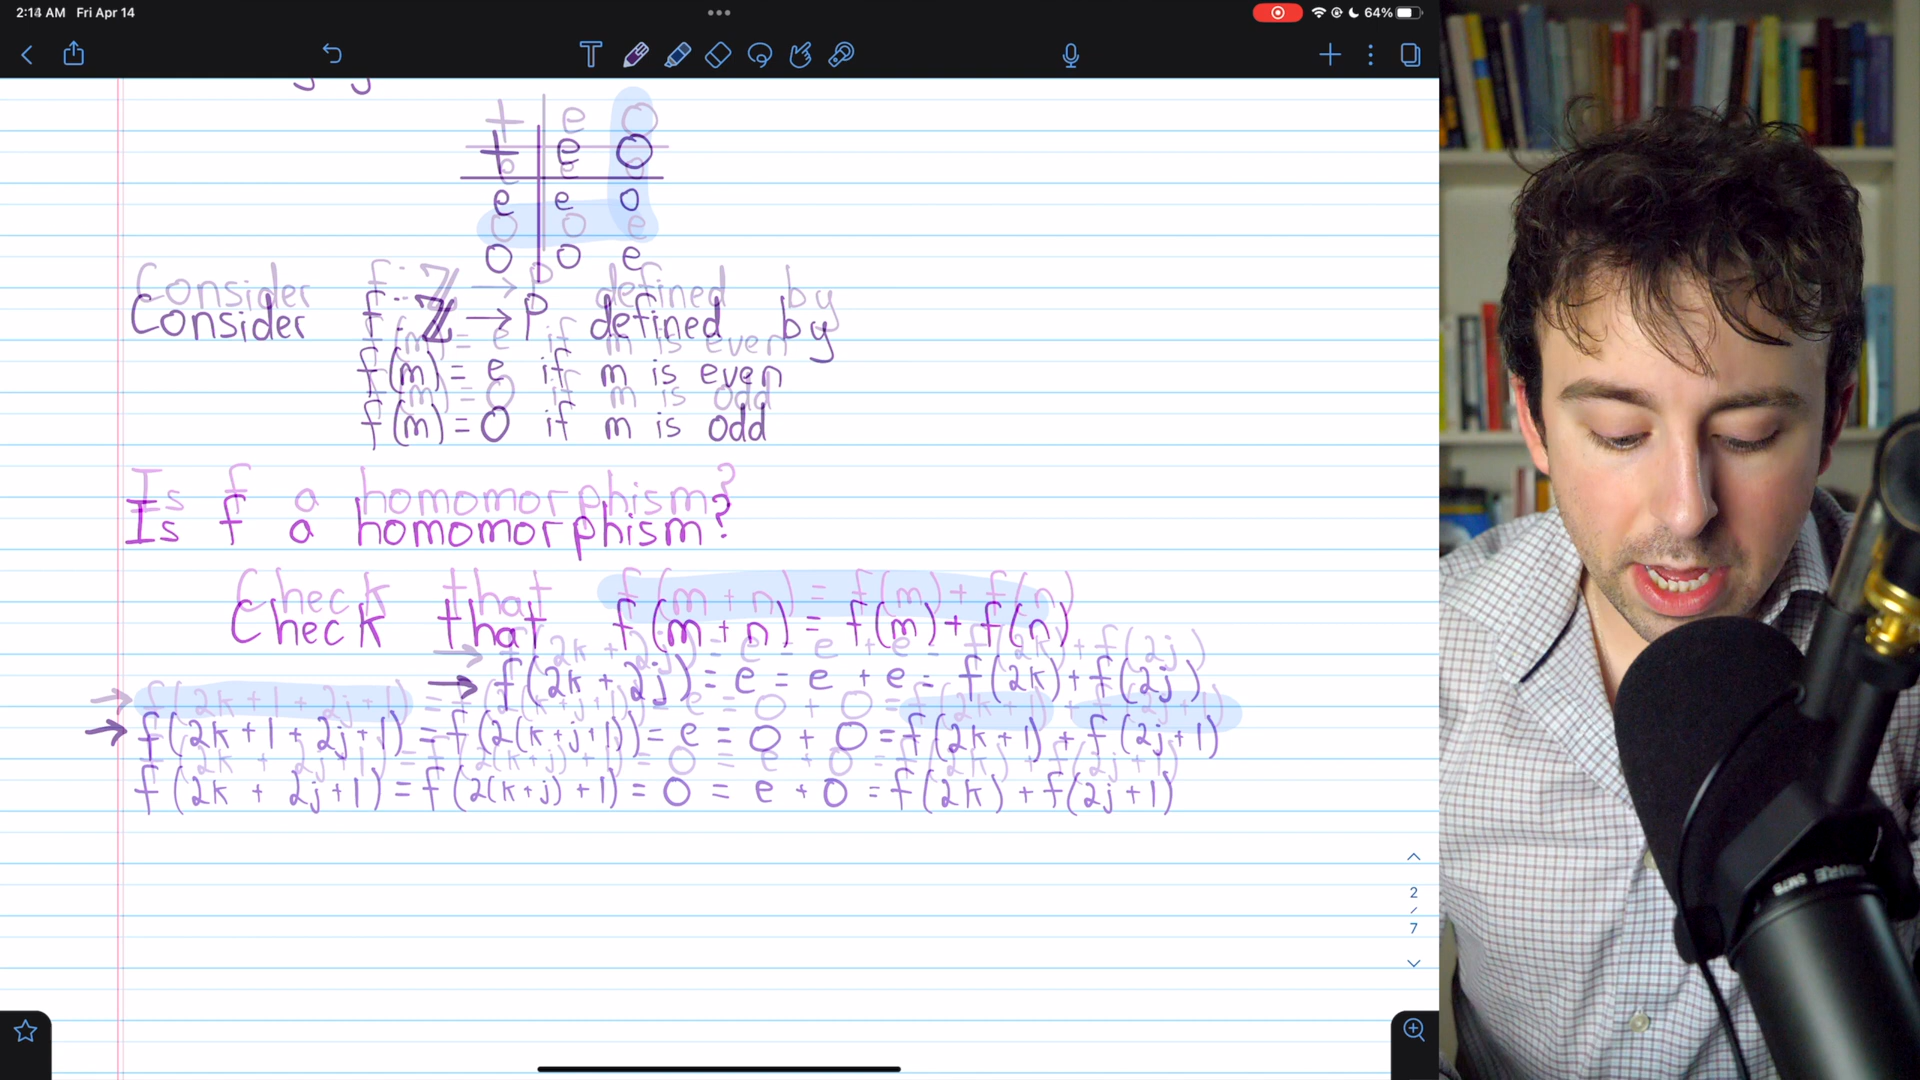 2:14 AM Fri Apr 14
64%
+ e O
e e O
O O e
Consider f: ℤ → P defined by
f(m) = e if m is even
f(m) = O if m is odd
Is f a homomorphism?
Check that f(m + n) = f(m) + f(n)
→ f(2k + 2j) = e = e + e = f(2k) + f(2j)
→ f(2k + 1 + 2j + 1) = f(2(k+j+1)) = e = O + O = f(2k+1) + f(2j+1)
f(2k + 2j+1) = f(2(k+j)+1) = O = e + O = f(2k) + f(2j+1)
2
/
7